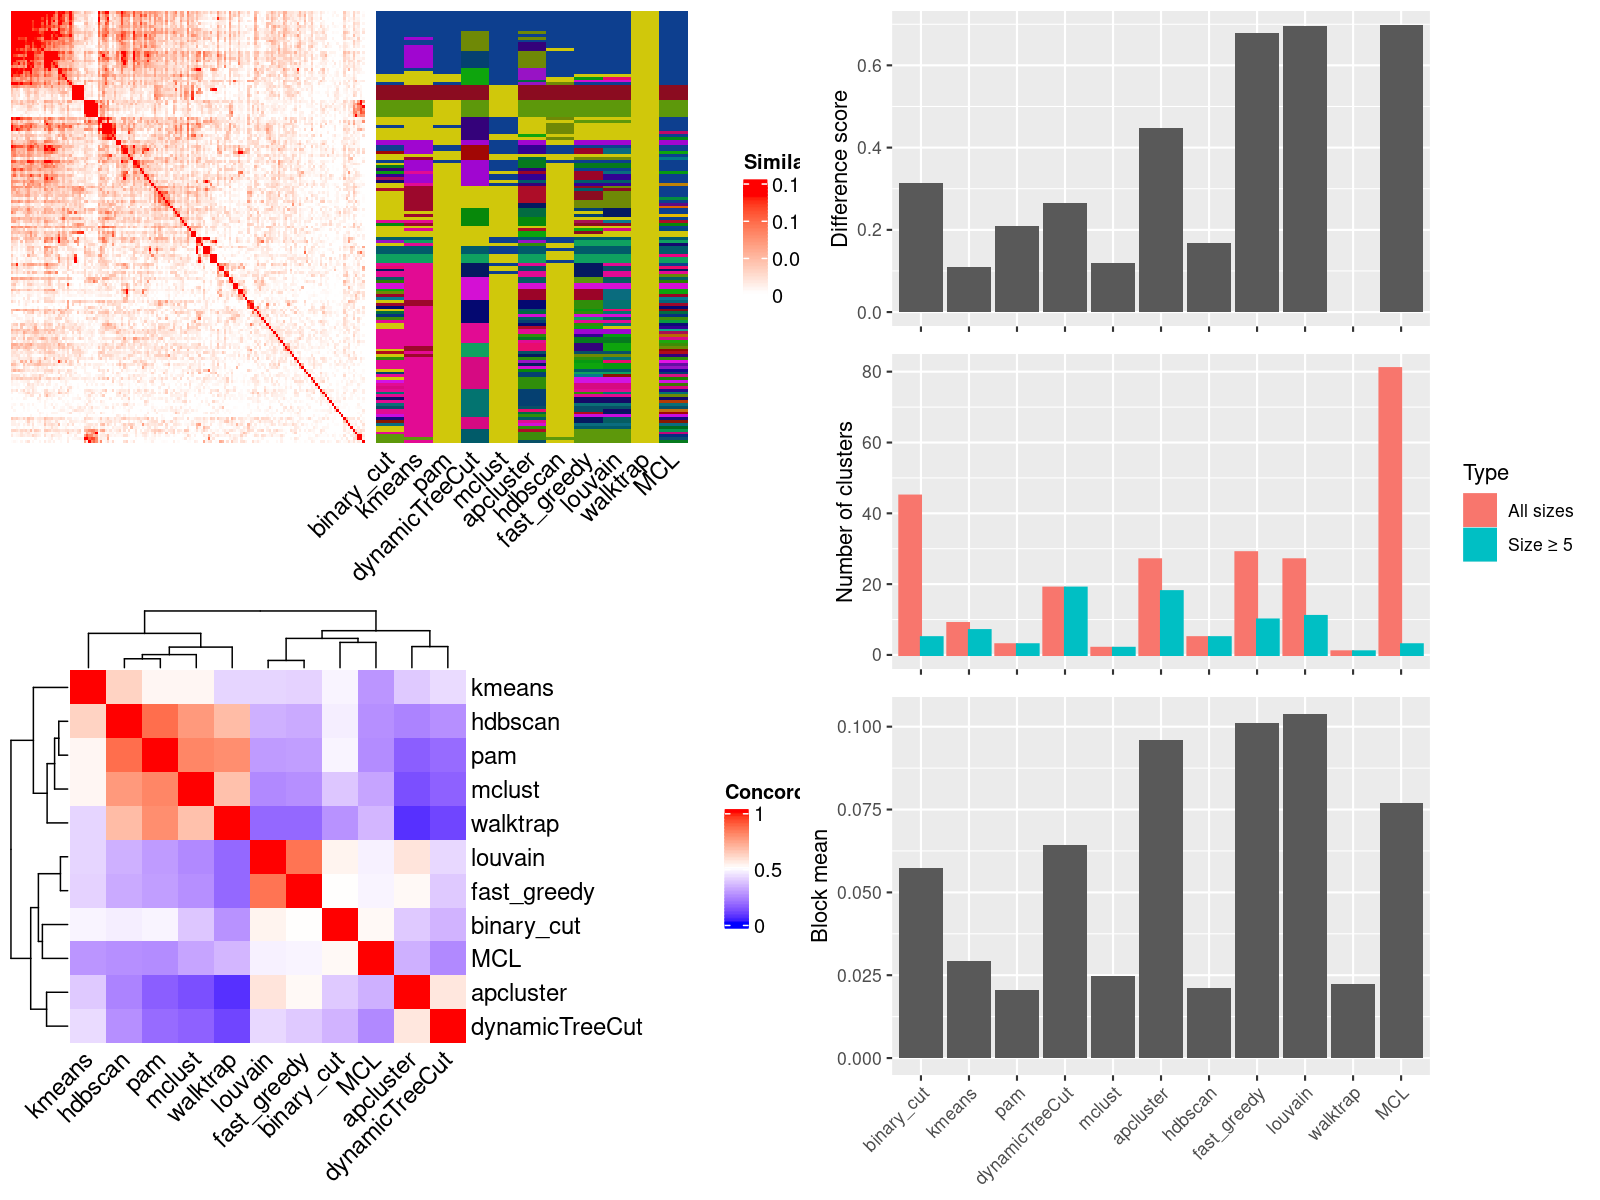 Simila
0.1
0.1
0.0
0
binary_cut
kmeans
pam
dynamicTreeCut
mclust
apcluster
hdbscan
fast_greedy
louvain
walktrap
MCL
kmeans
hdbscan
pam
mclust
walktrap
louvain
fast_greedy
binary_cut
MCL
apcluster
dynamicTreeCut
kmeans
hdbscan
pam
mclust
walktrap
louvain
fast_greedy
binary_cut
MCL
apcluster
dynamicTreeCut
Concord
1
0.5
0
Difference score
0.6
0.4
0.2
0.0
Number of clusters
80
60
40
20
0
Type
All sizes
Size ≥ 5
Block mean
0.100
0.075
0.050
0.025
0.000
binary_cut
kmeans
pam
dynamicTreeCut
mclust
apcluster
hdbscan
fast_greedy
louvain
walktrap
MCL